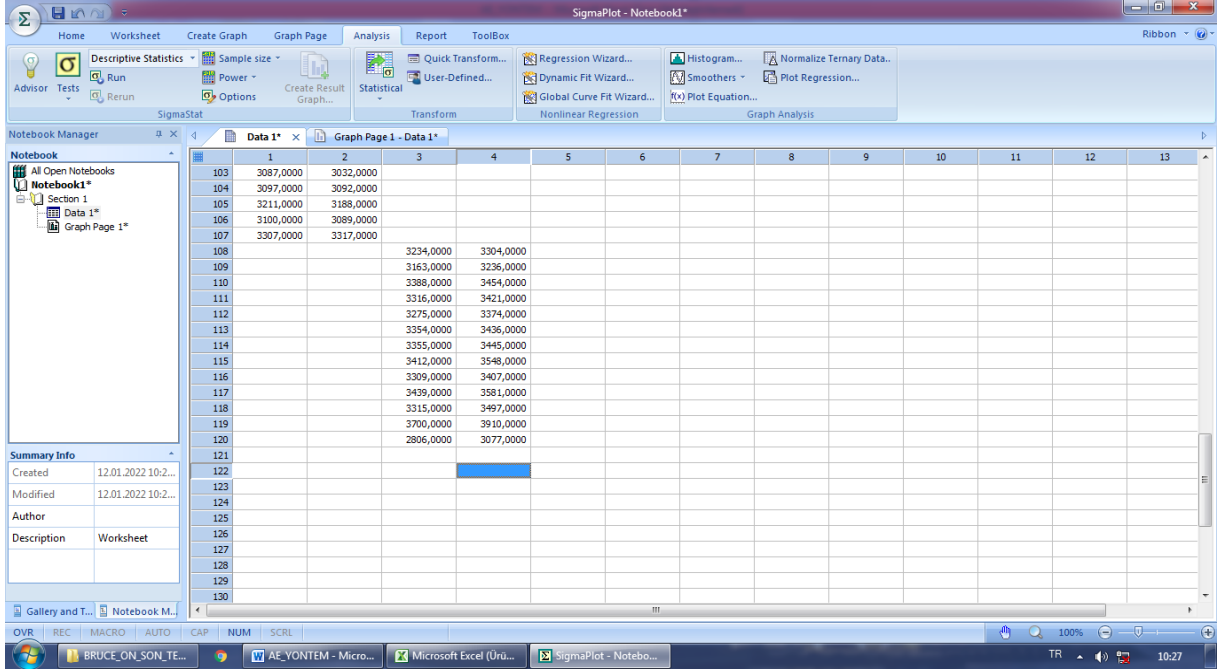 SigmaPlot - Notebook1*
Home Worksheet Create Graph Graph Page Analysis Report ToolBox Ribbon
Advisor Tests
Descriptive Statistics
Run
Rerun
Sample size
Power
Options
Create Result Graph...
SigmaStat
Statistical
Quick Transform...
User-Defined...
Transform
Regression Wizard...
Dynamic Fit Wizard...
Global Curve Fit Wizard...
Nonlinear Regression
Histogram... Normalize Ternary Data..
Smoothers Plot Regression...
f(x) Plot Equation...
Graph Analysis
Notebook Manager
Notebook
All Open Notebooks
Notebook1*
Section 1
Data 1*
Graph Page 1*
Summary Info
Created 12.01.2022 10:2...
Modified 12.01.2022 10:2...
Author
Description Worksheet
Gallery and T... Notebook M...
Data 1* Graph Page 1 - Data 1*
1 2 3 4 5 6 7 8 9 10 11 12 13
103 3087,0000 3032,0000
104 3097,0000 3092,0000
105 3211,0000 3188,0000
106 3100,0000 3089,0000
107 3307,0000 3317,0000
108 3234,0000 3304,0000
109 3163,0000 3236,0000
110 3388,0000 3454,0000
111 3316,0000 3421,0000
112 3275,0000 3374,0000
113 3354,0000 3436,0000
114 3355,0000 3445,0000
115 3412,0000 3548,0000
116 3309,0000 3407,0000
117 3439,0000 3581,0000
118 3315,0000 3497,0000
119 3700,0000 3910,0000
120 2806,0000 3077,0000
121
122
123
124
125
126
127
128
129
130
OVR REC MACRO AUTO CAP NUM SCRL 100%
BRUCE_ON_SON_TE... AE_YONTEM - Micro... Microsoft Excel (Ürü... SigmaPlot - Notebo... TR 10:27